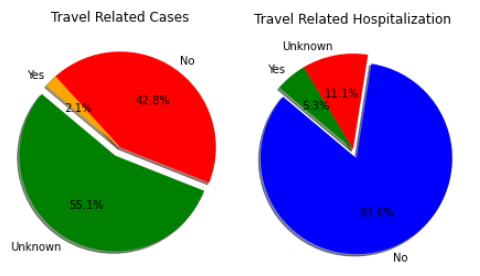 Travel Related Cases
Yes
No
2.1%
42.8%
55.1%
Unknown
Travel Related Hospitalization
Unknown
Yes
11.1%
5.3%
83.6%
No